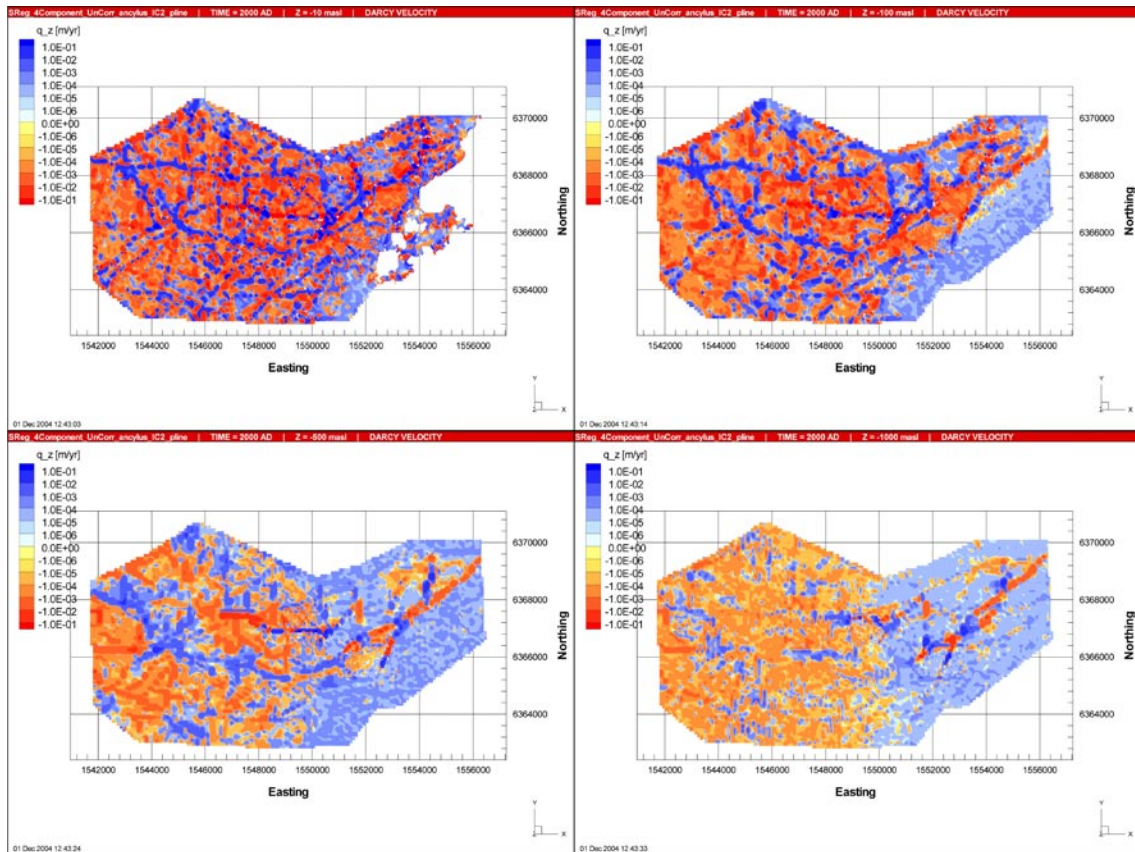 SReg_4Component_UnCorr_ancylus_IC2_pline | TIME = 2000 AD | Z = -10 masl | DARCY VELOCITY
q_z [m/yr]
1.0E-01
1.0E-02
1.0E-03
1.0E-04
1.0E-05
1.0E-06
0.0E+00
-1.0E-06
-1.0E-05
-1.0E-04
-1.0E-03
-1.0E-02
-1.0E-01
6370000
6368000
6366000
6364000
Northing
1542000 1544000 1546000 1548000 1550000 1552000 1554000 1556000
Easting
Y
Z X
01 Dec 2004 12:43:03
SReg_4Component_UnCorr_ancylus_IC2_pline | TIME = 2000 AD | Z = -100 masl | DARCY VELOCITY
q_z [m/yr]
1.0E-01
1.0E-02
1.0E-03
1.0E-04
1.0E-05
1.0E-06
0.0E+00
-1.0E-06
-1.0E-05
-1.0E-04
-1.0E-03
-1.0E-02
-1.0E-01
6370000
6368000
6366000
6364000
Northing
1542000 1544000 1546000 1548000 1550000 1552000 1554000 1556000
Easting
Y
Z X
01 Dec 2004 12:43:14
SReg_4Component_UnCorr_ancylus_IC2_pline | TIME = 2000 AD | Z = -500 masl | DARCY VELOCITY
q_z [m/yr]
1.0E-01
1.0E-02
1.0E-03
1.0E-04
1.0E-05
1.0E-06
0.0E+00
-1.0E-06
-1.0E-05
-1.0E-04
-1.0E-03
-1.0E-02
-1.0E-01
6370000
6368000
6366000
6364000
Northing
1542000 1544000 1546000 1548000 1550000 1552000 1554000 1556000
Easting
Y
Z X
01 Dec 2004 12:43:24
SReg_4Component_UnCorr_ancylus_IC2_pline | TIME = 2000 AD | Z = -1000 masl | DARCY VELOCITY
q_z [m/yr]
1.0E-01
1.0E-02
1.0E-03
1.0E-04
1.0E-05
1.0E-06
0.0E+00
-1.0E-06
-1.0E-05
-1.0E-04
-1.0E-03
-1.0E-02
-1.0E-01
6370000
6368000
6366000
6364000
Northing
1542000 1544000 1546000 1548000 1550000 1552000 1554000 1556000
Easting
Y
Z X
01 Dec 2004 12:43:33